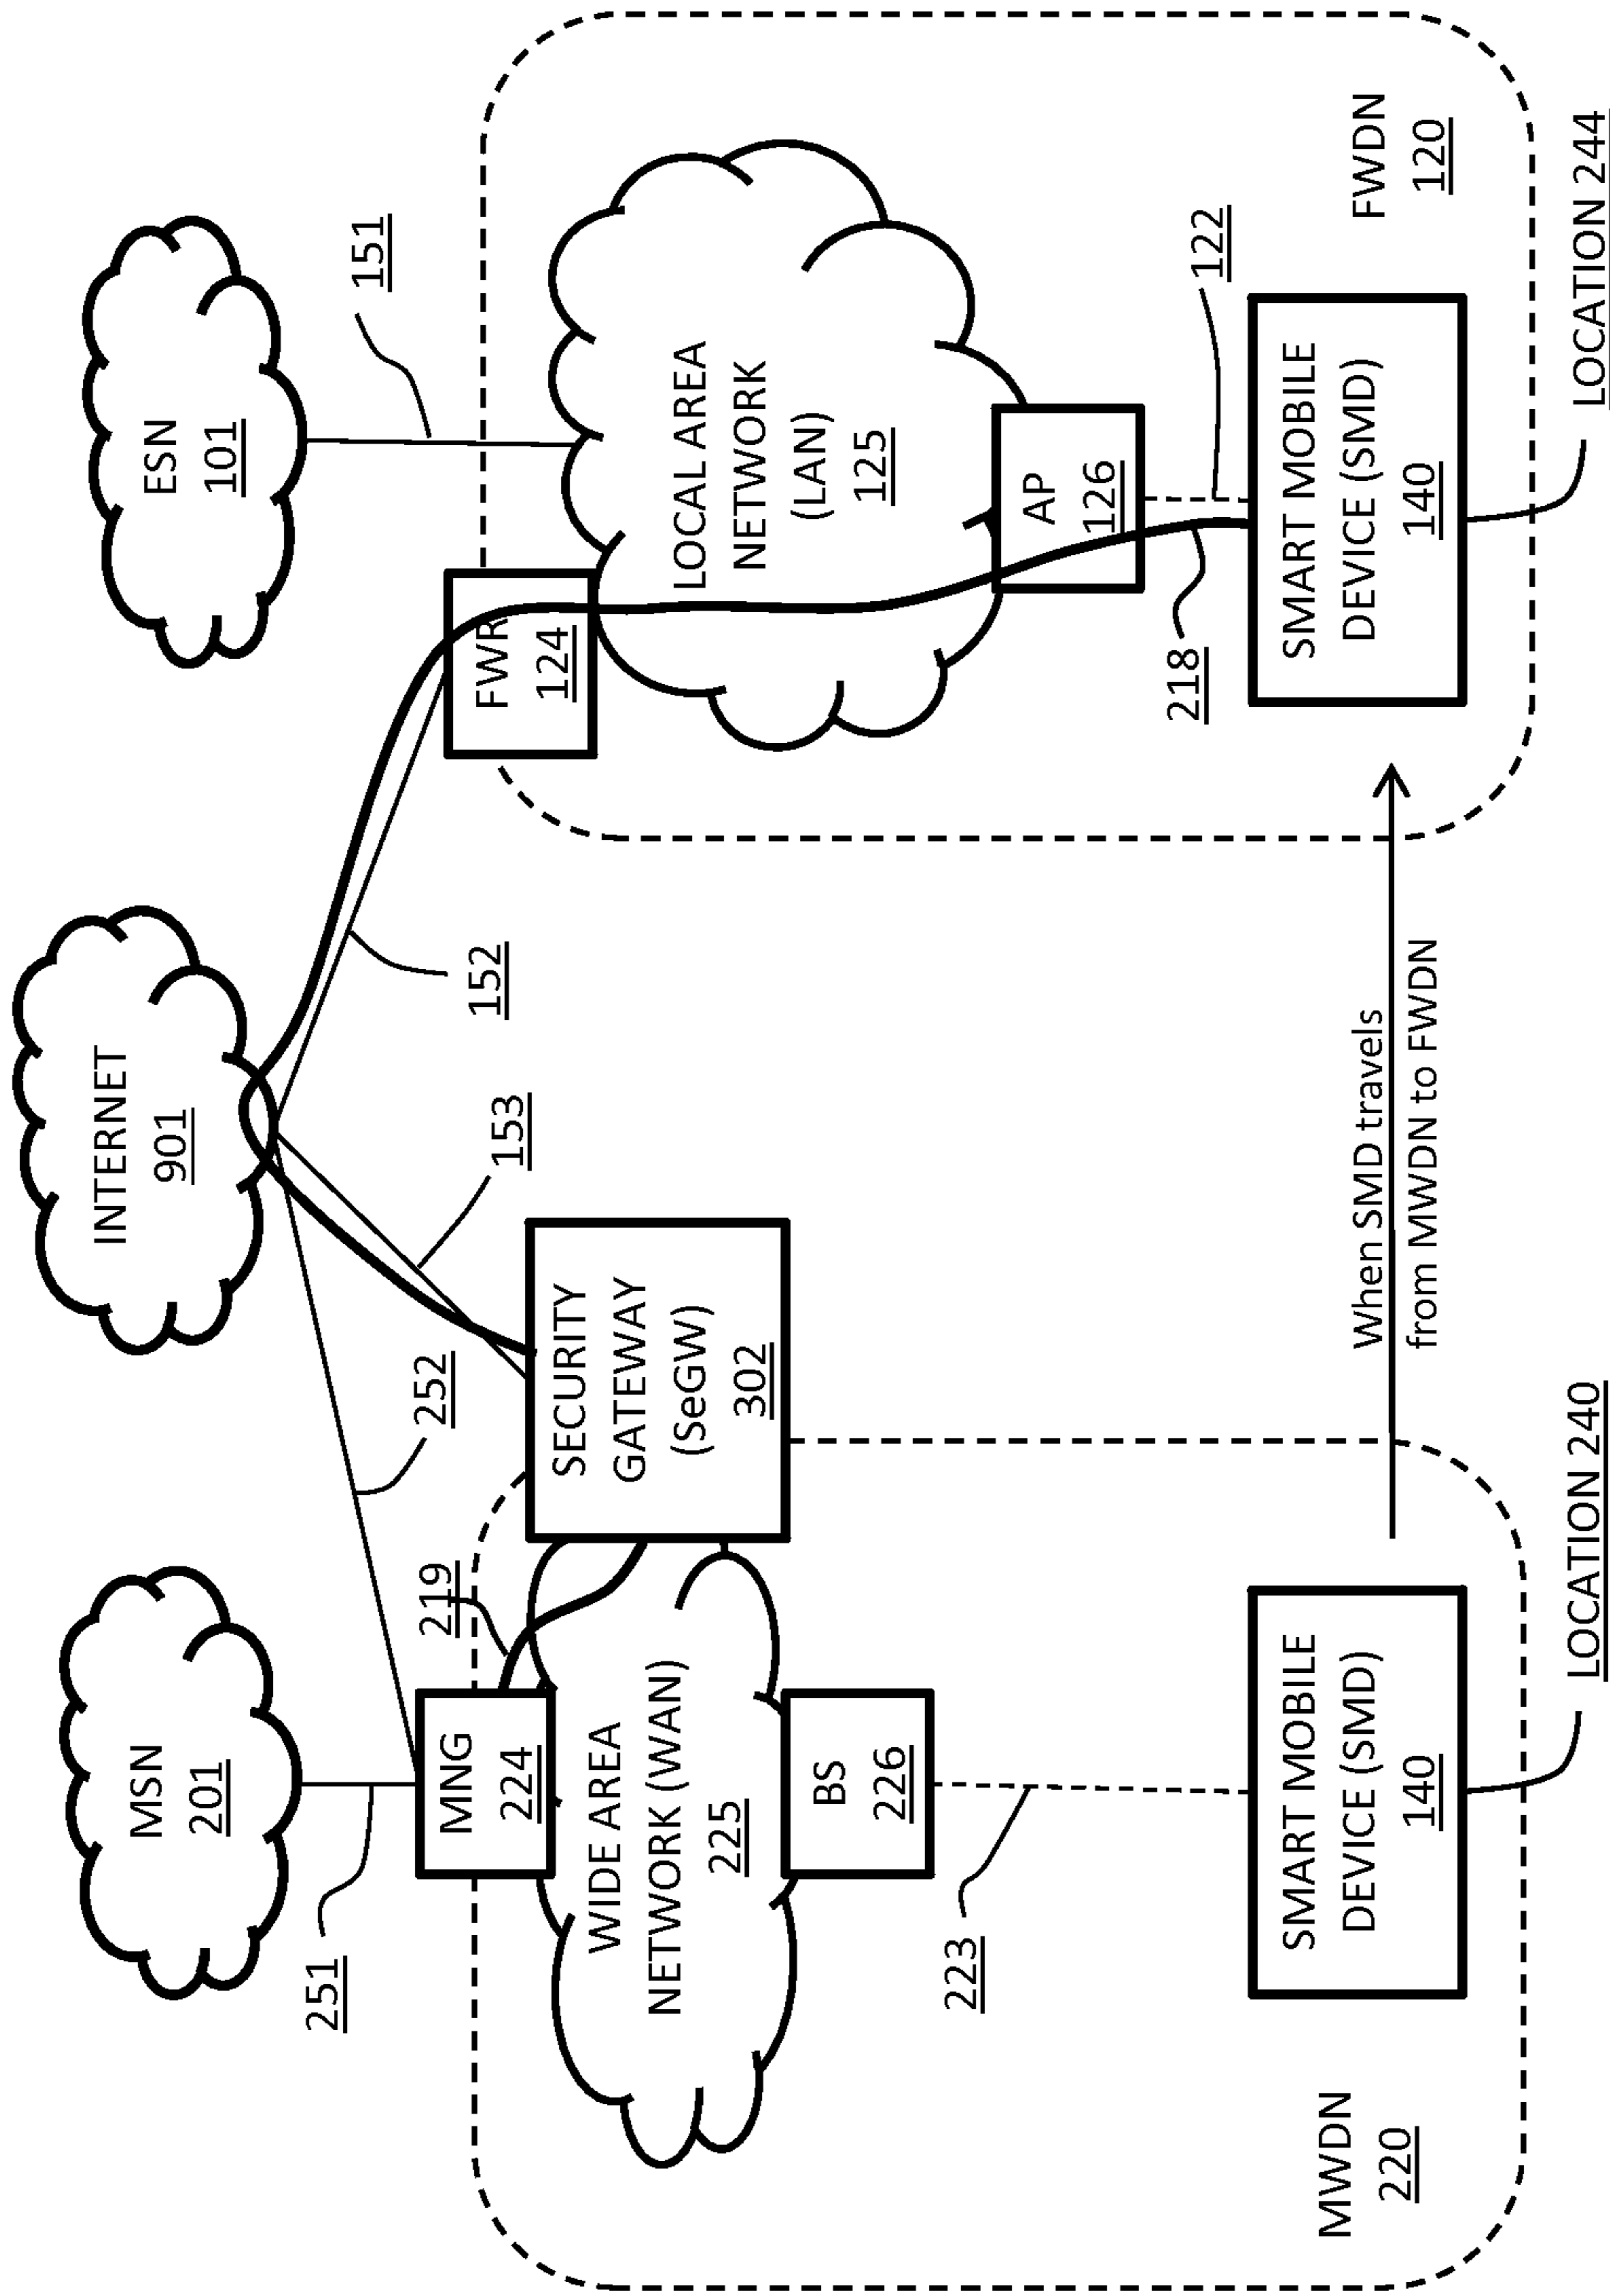 MSN
201
INTERNET
901
ESN
101
251
252
153
152
151
219
MNG
224
SECURITY
GATEWAY
(SeGW)
302
FWR
124
WIDE AREA
NETWORK (WAN)
225
LOCAL AREA
NETWORK
(LAN)
125
BS
226
AP
126
223
218
122
MWDN
220
SMART MOBILE
DEVICE (SMD)
140
When SMD travels
from MWDN to FWDN
SMART MOBILE
DEVICE (SMD)
140
FWDN
120
LOCATION 240
LOCATION 244